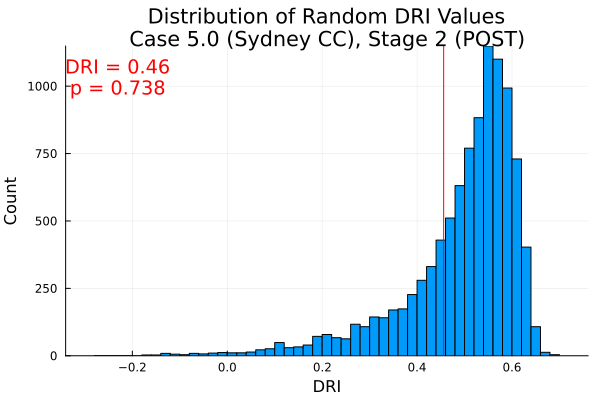 Distribution of Random DRI Values
Case 5.0 (Sydney CC), Stage 2 (POST)
DRI = 0.46
p = 0.738
1000
750
500
250
0
Count
−0.2
0.0
0.2
0.4
0.6
DRI